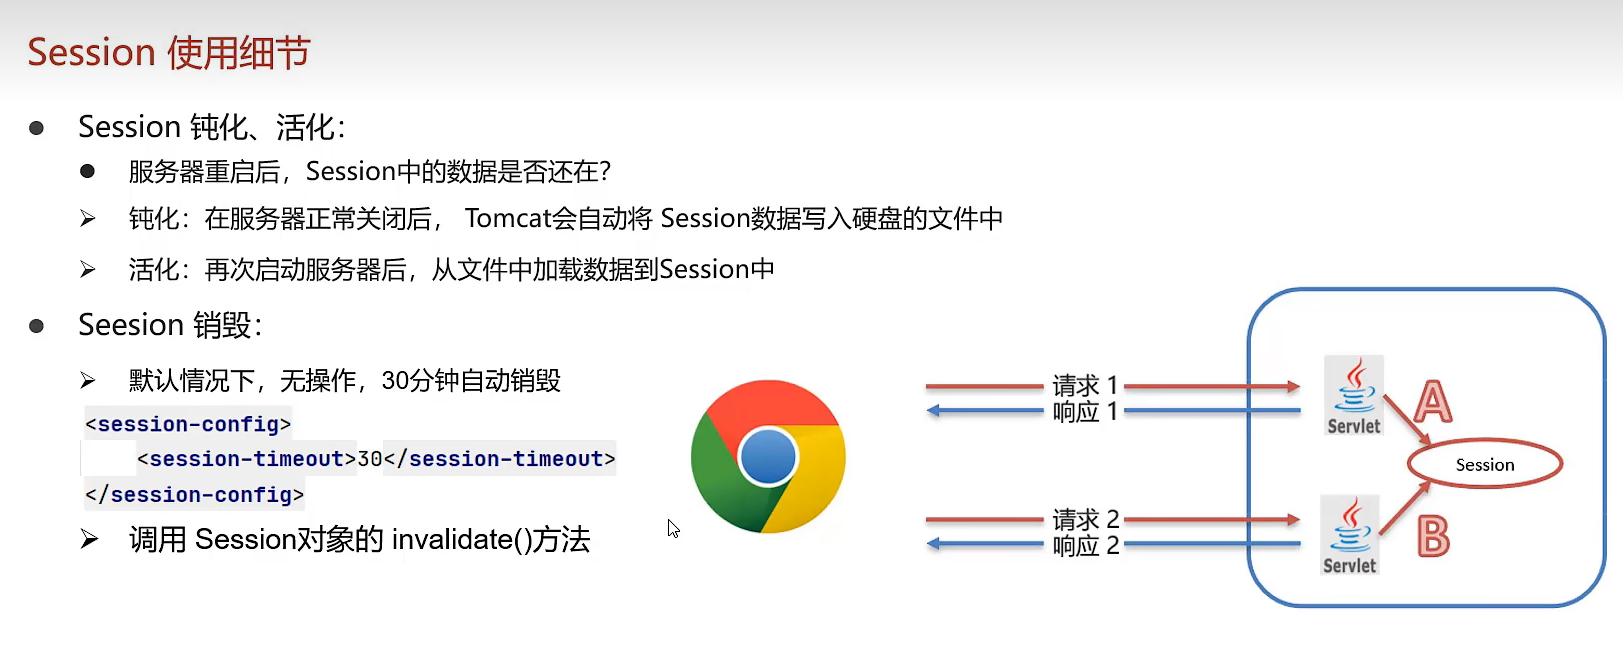 Session 使用细节
Session 钝化、活化：
服务器重启后，Session中的数据是否还在？
钝化：在服务器正常关闭后， Tomcat会自动将 Session数据写入硬盘的文件中
活化：再次启动服务器后，从文件中加载数据到Session中
Seesion 销毁：
默认情况下，无操作，30分钟自动销毁
<session-config>
<session-timeout>30</session-timeout>
</session-config>
调用 Session对象的 invalidate()方法
请求 1
响应 1
Servlet
A
Session
请求 2
响应 2
Servlet
B